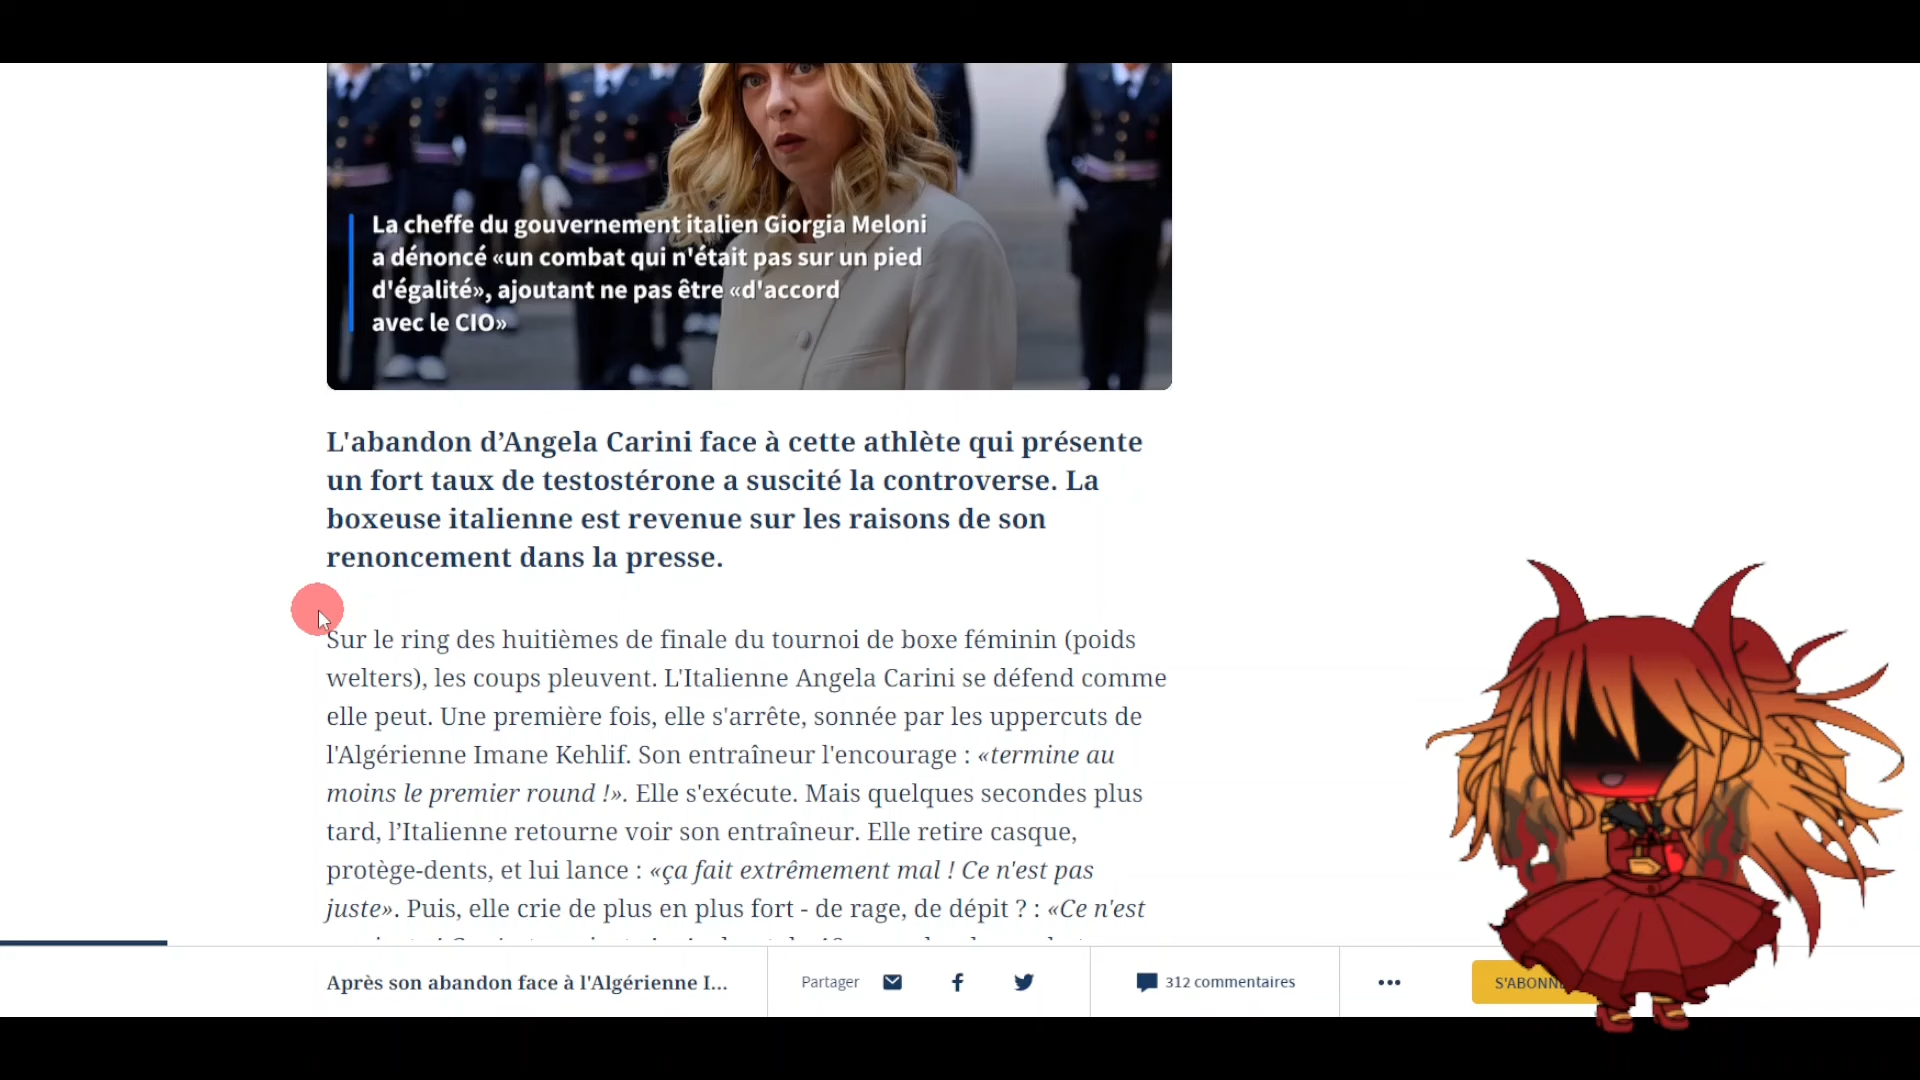 La cheffe du gouvernement italien Giorgia Meloni
a dénoncé «un combat qui n'était pas sur un pied
d'égalité», ajoutant ne pas être «d'accord
avec le CIO»
L'abandon d’Angela Carini face à cette athlète qui présente
un fort taux de testostérone a suscité la controverse. La
boxeuse italienne est revenue sur les raisons de son
renoncement dans la presse.
Sur le ring des huitièmes de finale du tournoi de boxe féminin (poids
welters), les coups pleuvent. L'Italienne Angela Carini se défend comme
elle peut. Une première fois, elle s'arrête, sonnée par les uppercuts de
l'Algérienne Imane Kehlif. Son entraîneur l'encourage : «termine au
moins le premier round !». Elle s'exécute. Mais quelques secondes plus
tard, l’Italienne retourne voir son entraîneur. Elle retire casque,
protège-dents, et lui lance : «ça fait extrêmement mal ! Ce n'est pas
juste». Puis, elle crie de plus en plus fort - de rage, de dépit ? : «Ce n'est
Après son abandon face à l'Algérienne I...
Partager
312 commentaires
S'ABONN